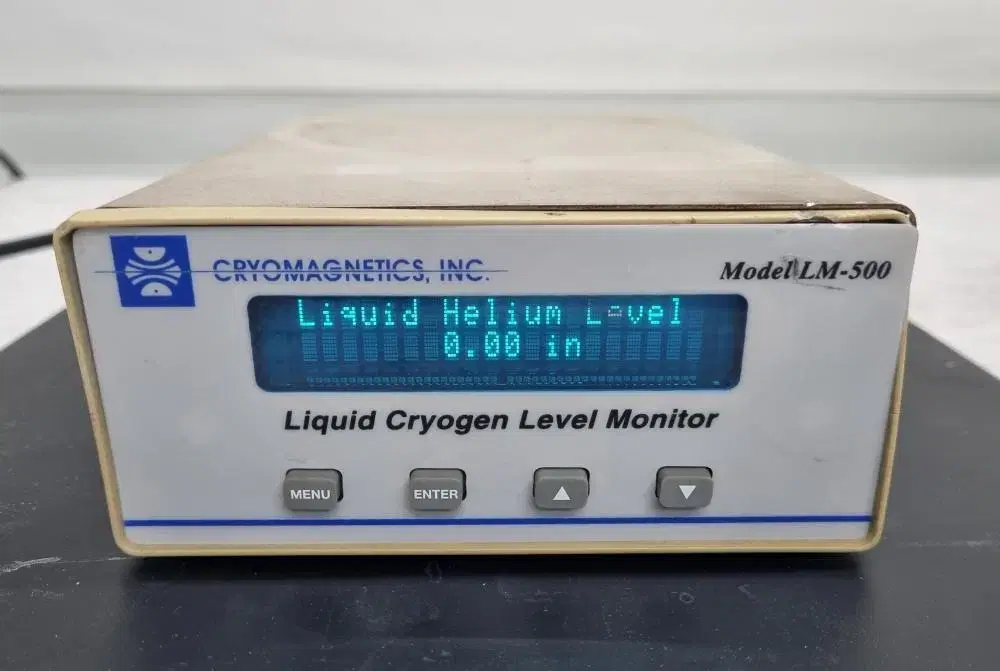 CRYOMAGNETICS, INC.
Model LM-500
Liquid Helium Level
0.00 in
Liquid Cryogen Level Monitor
MENU
ENTER
▲
▼